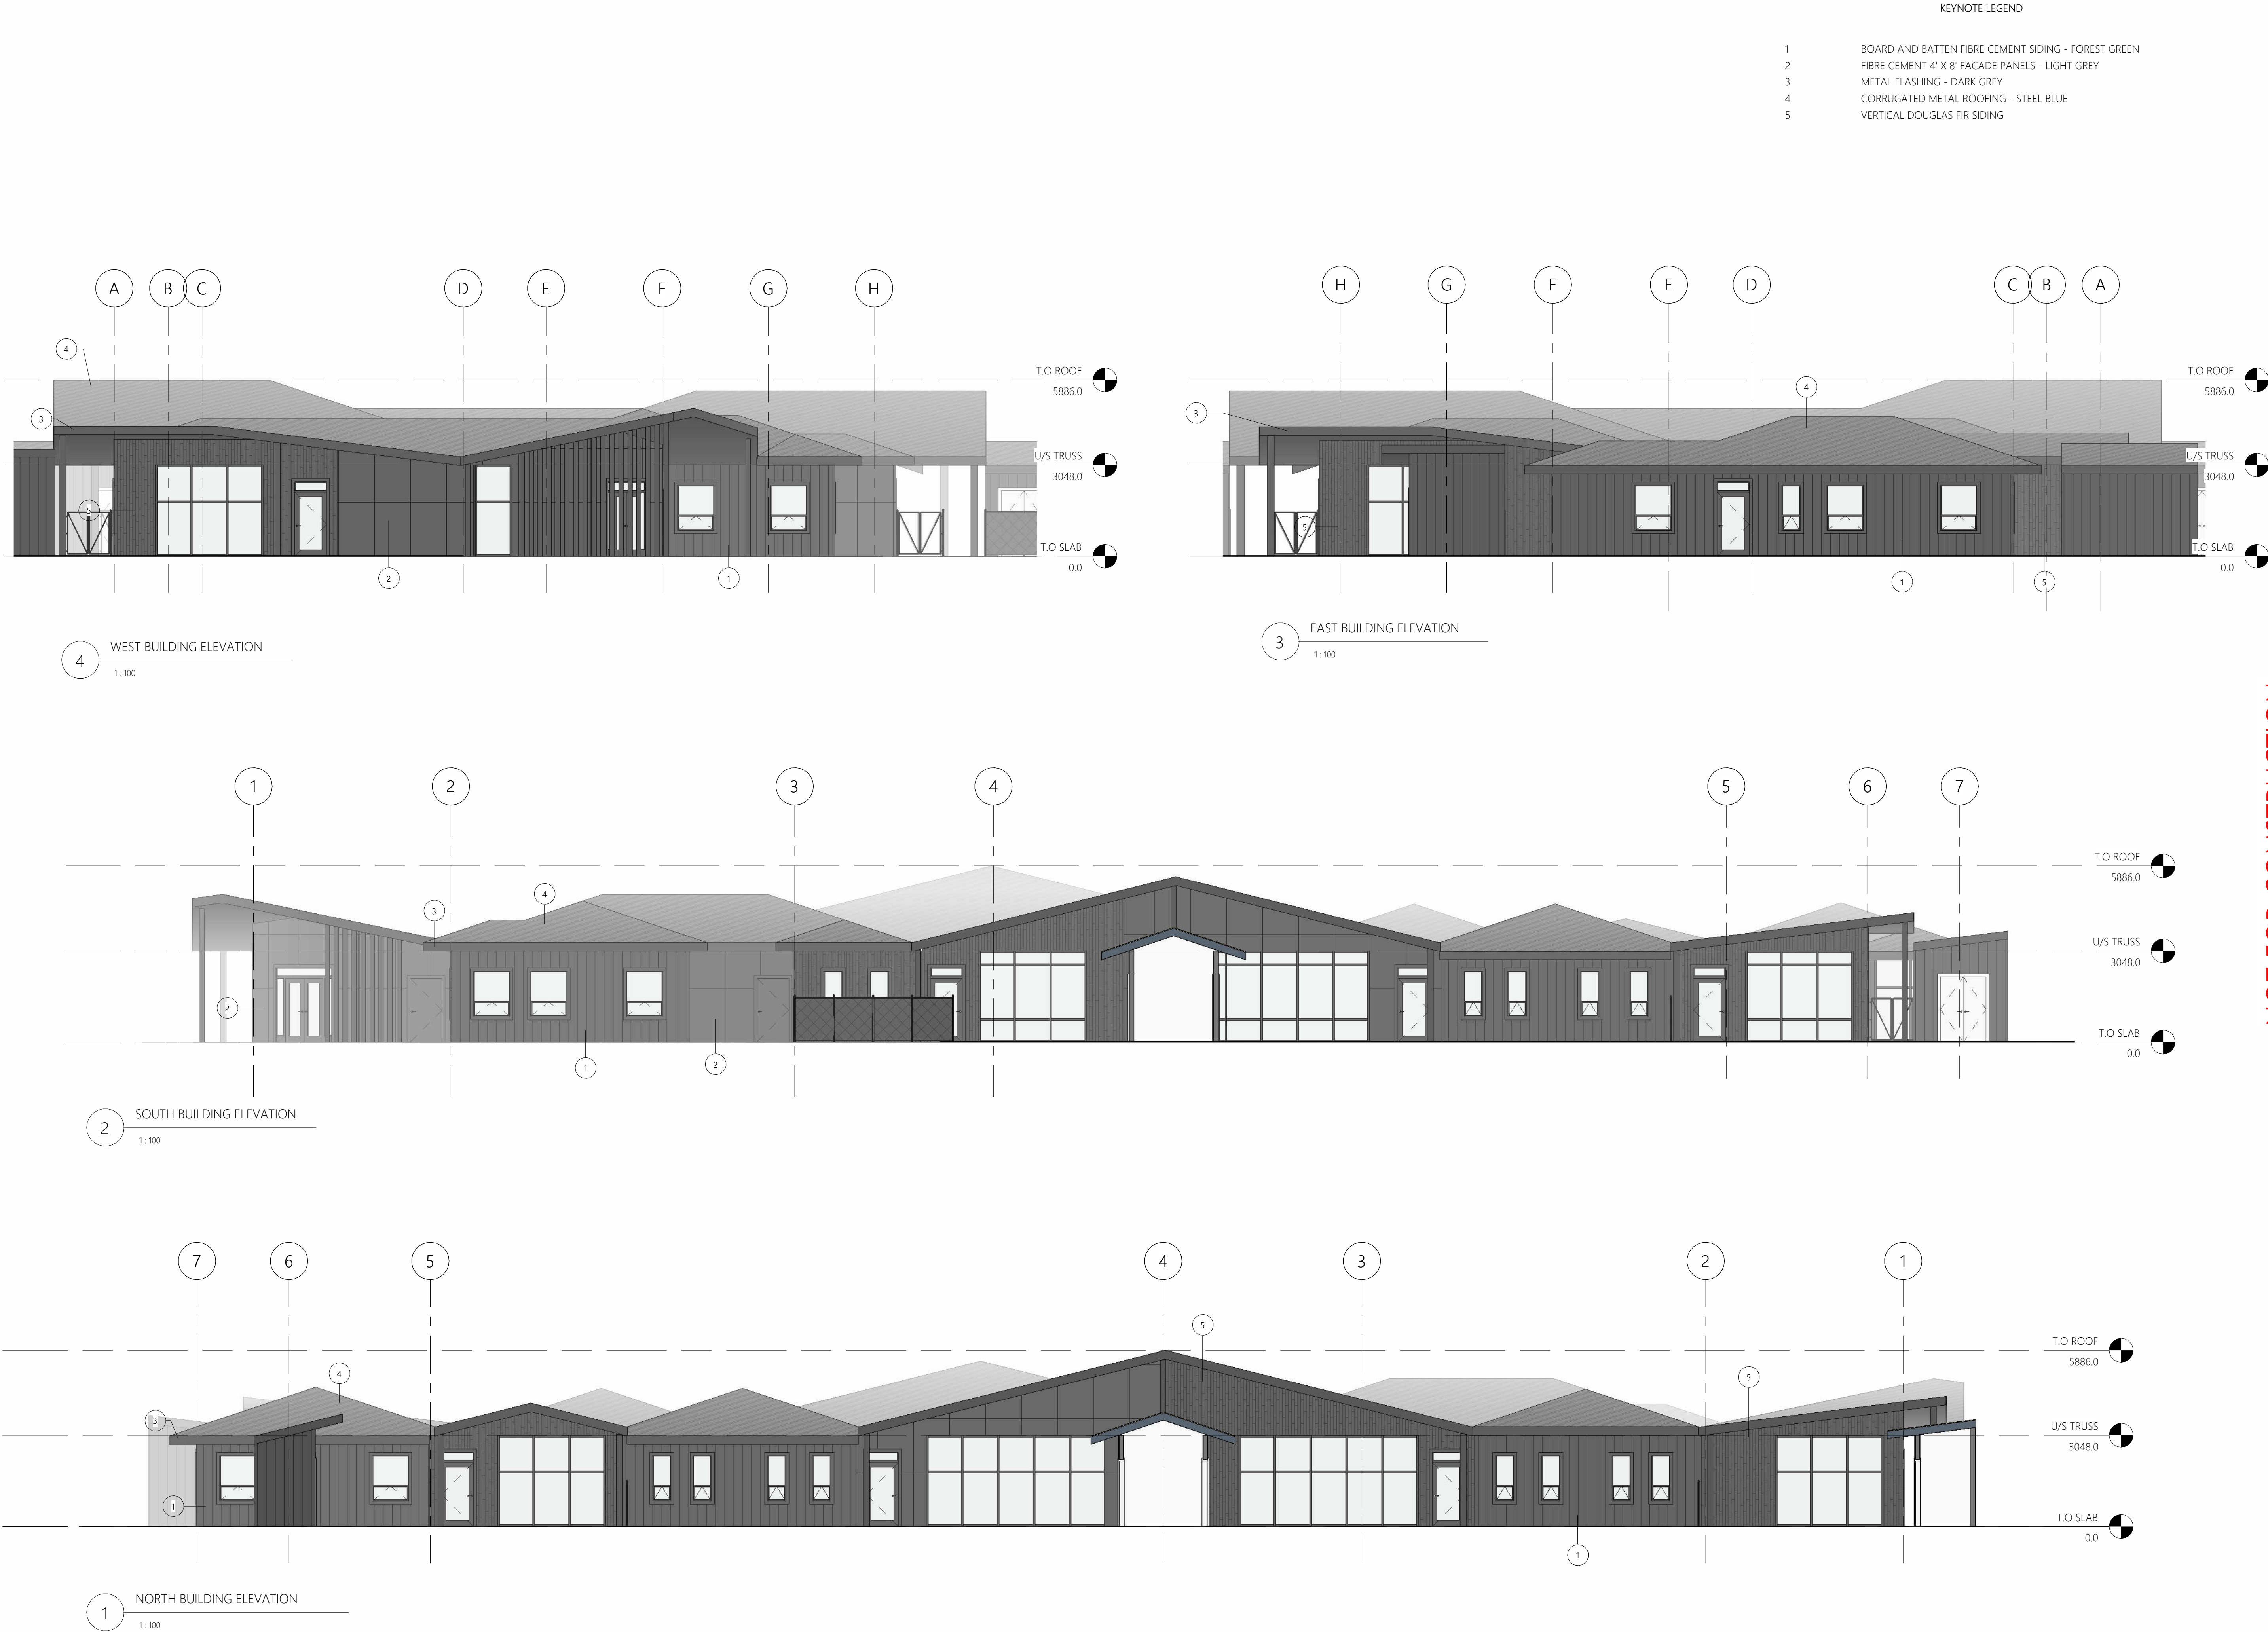 KEYNOTE LEGEND
1 BOARD AND BATTEN FIBRE CEMENT SIDING - FOREST GREEN
2 FIBRE CEMENT 4' X 8' FACADE PANELS - LIGHT GREY
3 METAL FLASHING - DARK GREY
4 CORRUGATED METAL ROOFING - STEEL BLUE
5 VERTICAL DOUGLAS FIR SIDING
A B C D E F G H
4
3
5
2
1
T.O ROOF
5886.0
U/S TRUSS
3048.0
T.O SLAB
0.0
4 WEST BUILDING ELEVATION
1 : 100
H G F E D C B A
4
3
5
1
5
T.O ROOF
5886.0
U/S TRUSS
3048.0
T.O SLAB
0.0
3 EAST BUILDING ELEVATION
1 : 100
1 2 3 4 5 6 7
4
3
2
1
2
T.O ROOF
5886.0
U/S TRUSS
3048.0
T.O SLAB
0.0
2 SOUTH BUILDING ELEVATION
1 : 100
7 6 5 4 3 2 1
5
4
5
3
1
1
T.O ROOF
5886.0
U/S TRUSS
3048.0
T.O SLAB
0.0
1 NORTH BUILDING ELEVATION
1 : 100